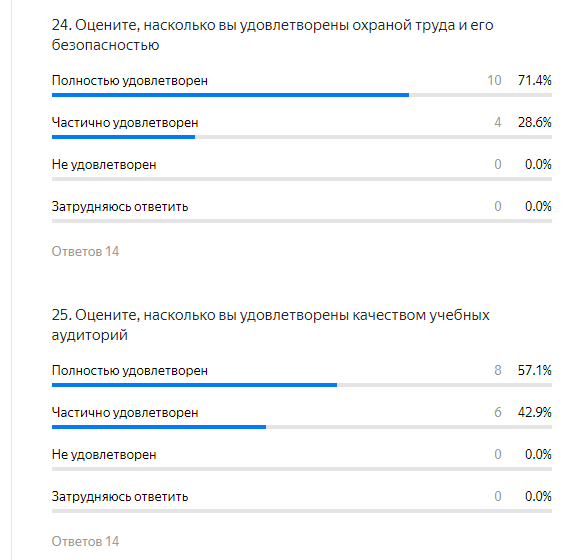 24. Оцените, насколько вы удовлетворены охраной труда и его
безопасностью
Полностью удовлетворен 10 71.4%
Частично удовлетворен 4 28.6%
Не удовлетворен 0 0.0%
Затрудняюсь ответить 0 0.0%
Ответов 14
25. Оцените, насколько вы удовлетворены качеством учебных
аудиторий
Полностью удовлетворен 8 57.1%
Частично удовлетворен 6 42.9%
Не удовлетворен 0 0.0%
Затрудняюсь ответить 0 0.0%
Ответов 14